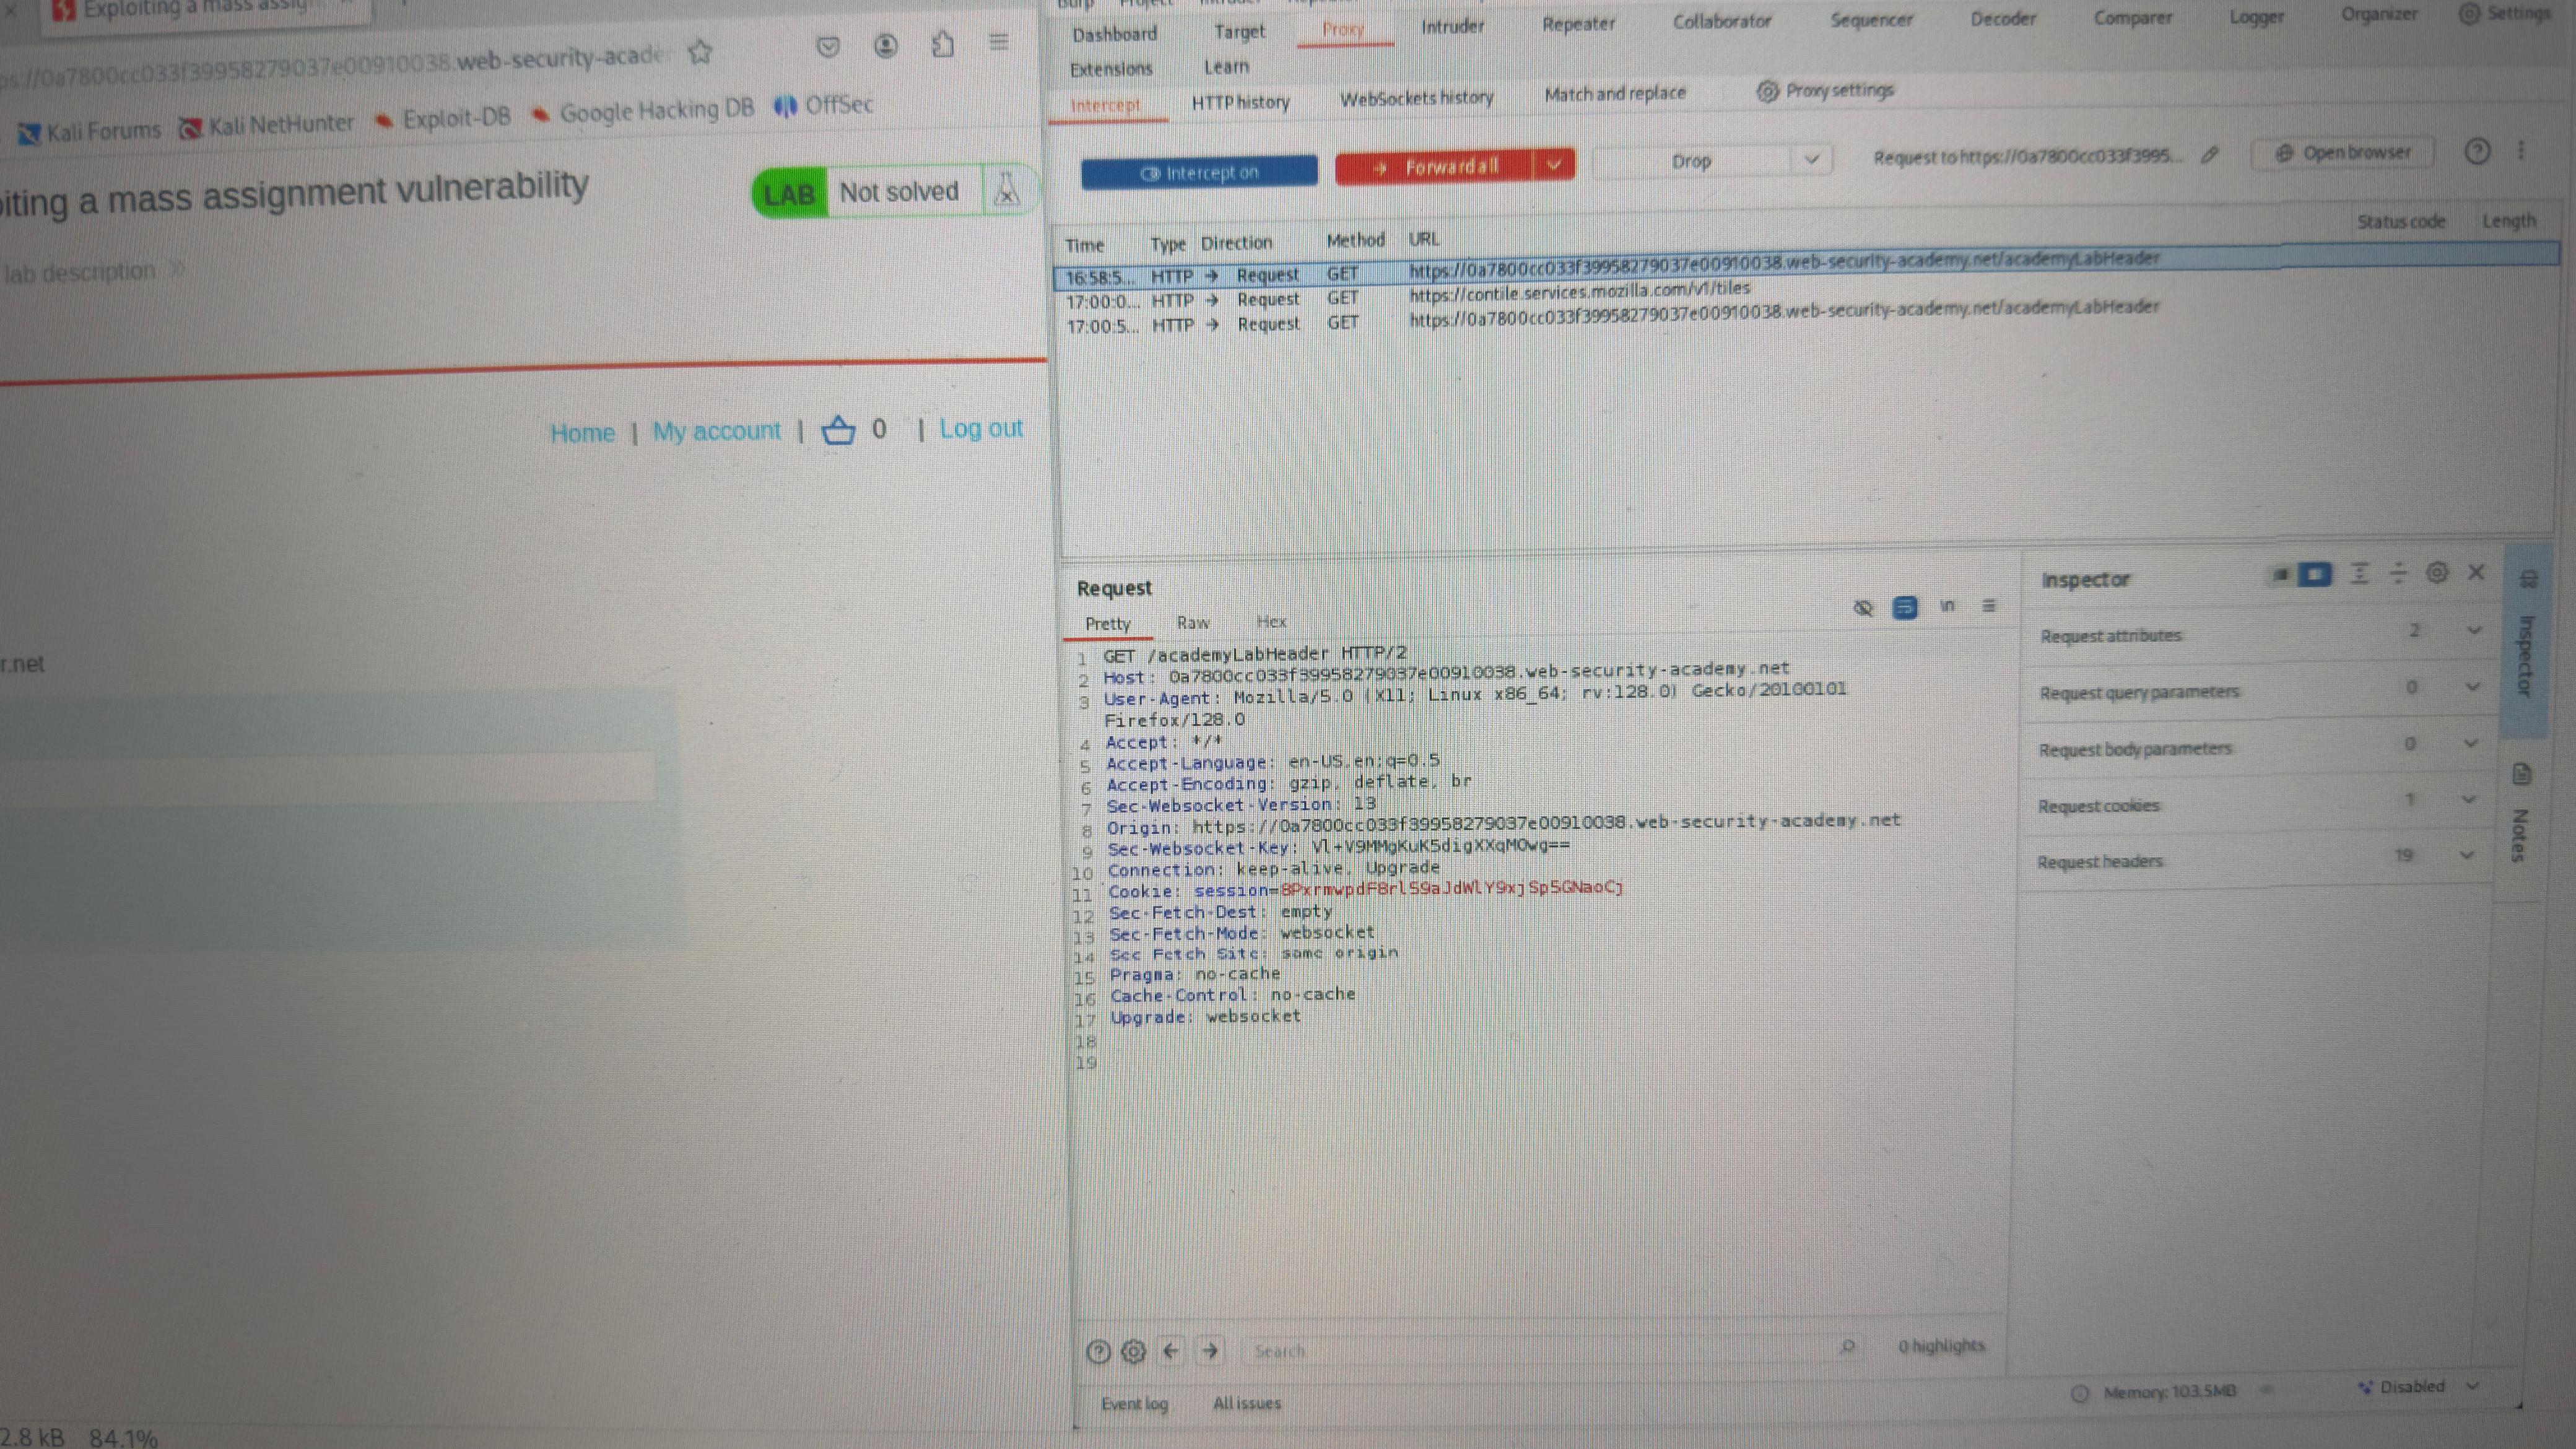 Exploiting a mass assig
ps://0a7800cc033f39958279037e00910038.web-security-acade
Kali Forums Kali NetHunter Exploit-DB Google Hacking DB OffSec
iting a mass assignment vulnerability
LAB Not solved
lab description
Home | My account | 0 | Log out
r.net
2.8 kB 84.1%
Dashboard Target Proxy Intruder Repeater Collaborator Sequencer Decoder Comparer Logger Organizer Settings
Extensions Learn
Intercept HTTP history WebSockets history Match and replace Proxy settings
Intercept on → Forward all Drop Request to https://0a7800cc033f3995... Open browser
Time Type Direction Method URL Status code Length
16:58:5... HTTP → Request GET https://0a7800cc033f39958279037e00910038.web-security-academy.net/academyLabHeader
17:00:0... HTTP → Request GET https://contile.services.mozilla.com/v1/tiles
17:00:5... HTTP → Request GET https://0a7800cc033f39958279037e00910038.web-security-academy.net/academyLabHeader
Request
Pretty Raw Hex \n
1 GET /academyLabHeader HTTP/2
2 Host: 0a7800cc033f39958279037e00910038.web-security-academy.net
3 User-Agent: Mozilla/5.0 (X11; Linux x86_64; rv:128.0) Gecko/20100101
Firefox/128.0
4 Accept: */*
5 Accept-Language: en-US,en;q=0.5
6 Accept-Encoding: gzip, deflate, br
7 Sec-Websocket-Version: 13
8 Origin: https://0a7800cc033f39958279037e00910038.web-security-academy.net
9 Sec-Websocket-Key:
10 Connection: keep-alive, Upgrade
11 Cookie:
12 Sec-Fetch-Dest: empty
13 Sec-Fetch-Mode: websocket
14 Sec-Fetch-Site: same-origin
15 Pragma: no-cache
16 Cache-Control: no-cache
17 Upgrade: websocket
18
19
Search 0 highlights
Event log All issues
Inspector
Request attributes 2
Request query parameters 0
Request body parameters 0
Request cookies 1
Request headers 19
Inspector
Notes
Memory: 103.5MB Disabled